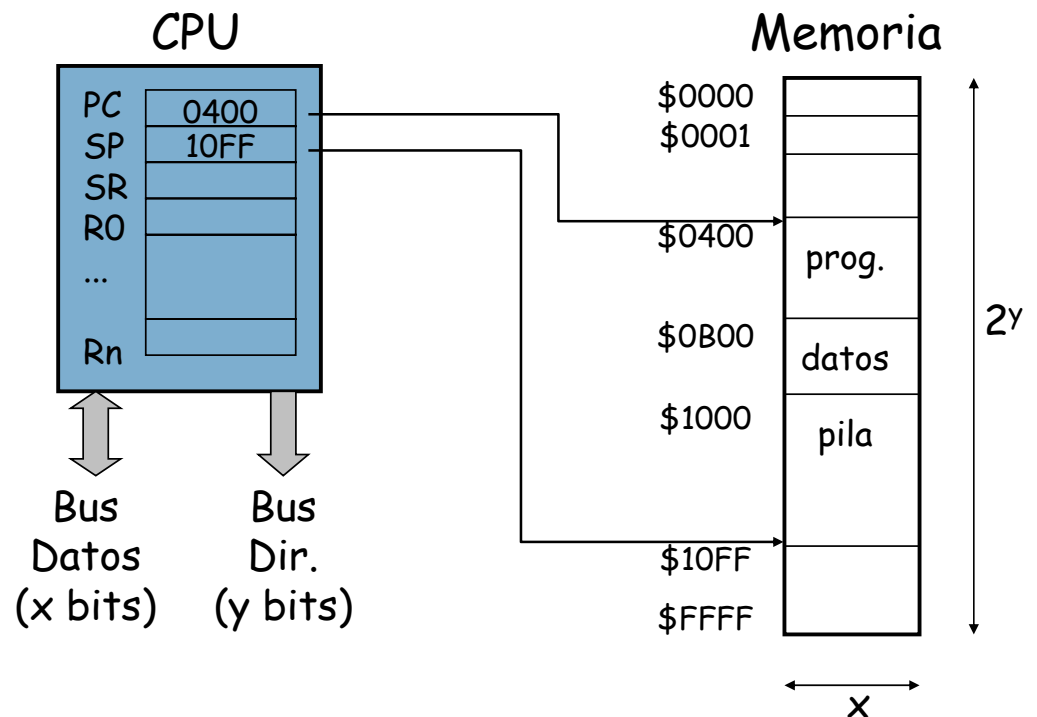 CPU
PC 0400
SP 10FF
SR
R0
...
Rn
Bus
Datos
(x bits)
Bus
Dir.
(y bits)
Memoria
$0000
$0001
$0400
prog.
$0B00
datos
$1000
pila
$10FF
$FFFF
2^y
x